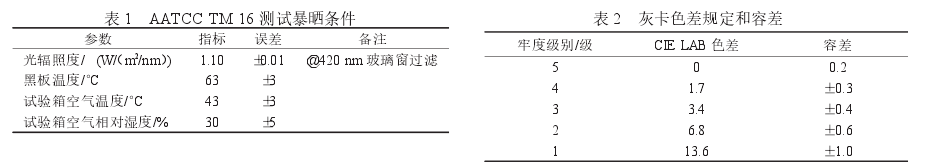 表 1 AATCC TM 16 测试暴晒条件
参数 指标 误差 备注
光辐照度/ (W/(m²/nm)) 1.10 ±0.01 @420 nm 玻璃窗过滤
黑板温度/℃ 63 ±3
试验箱空气温度/℃ 43 ±3
试验箱空气相对湿度/% 30 ±5
表 2 灰卡色差规定和容差
牢度级别/级 CIE LAB 色差 容差
5 0 0.2
4 1.7 ±0.3
3 3.4 ±0.4
2 6.8 ±0.6
1 13.6 ±1.0